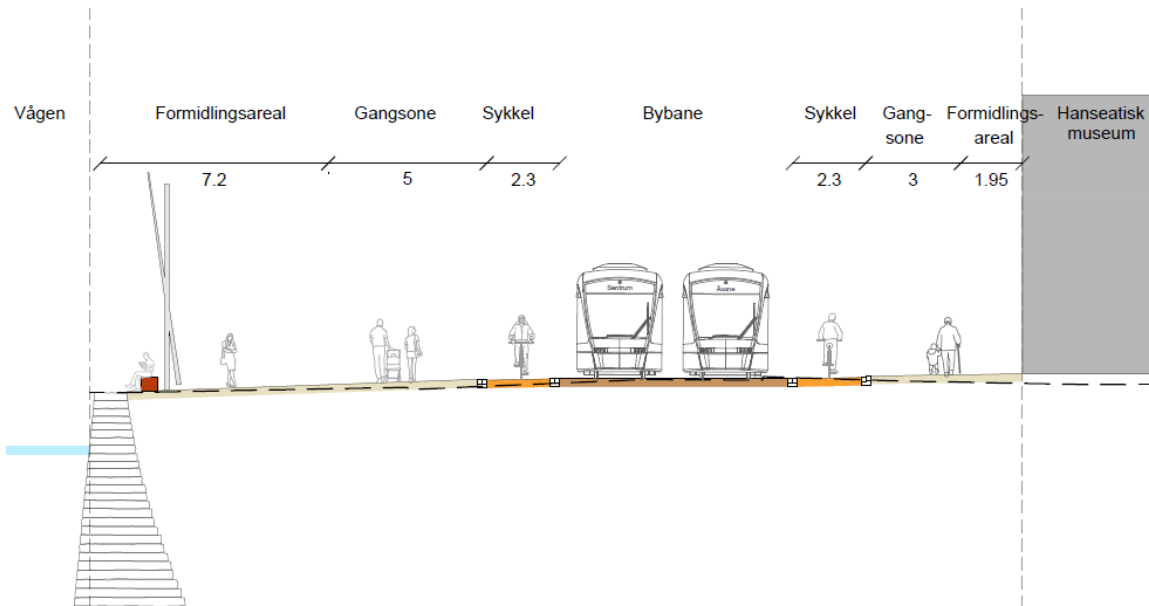 Vågen
Formidlingsareal
Gangsone
Sykkel
Bybane
Sykkel
Gang-
sone
Formidlings-
areal
Hanseatisk
museum
7.2
5
2.3
2.3
3
1.95
Sentrum
Åsane